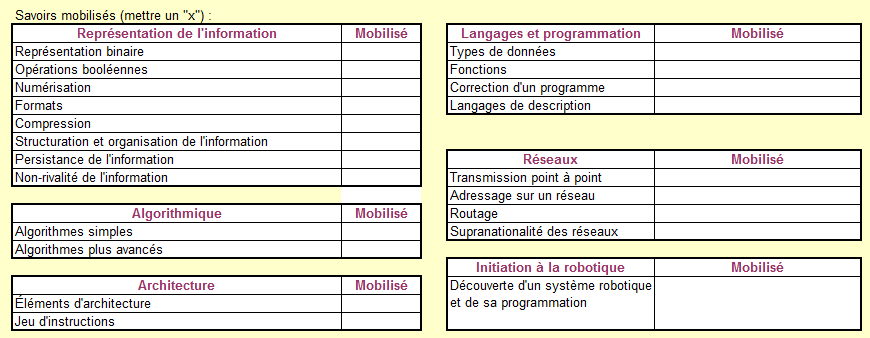 Savoirs mobilisés (mettre un "x") :
Représentation de l'information Mobilisé
Représentation binaire
Opérations booléennes
Numérisation
Formats
Compression
Structuration et organisation de l'information
Persistance de l'information
Non-rivalité de l'information
Algorithmique Mobilisé
Algorithmes simples
Algorithmes plus avancés
Architecture Mobilisé
Éléments d'architecture
Jeu d'instructions
Langages et programmation Mobilisé
Types de données
Fonctions
Correction d'un programme
Langages de description
Réseaux Mobilisé
Transmission point à point
Adressage sur un réseau
Routage
Supranationalité des réseaux
Initiation à la robotique Mobilisé
Découverte d'un système robotique
et de sa programmation